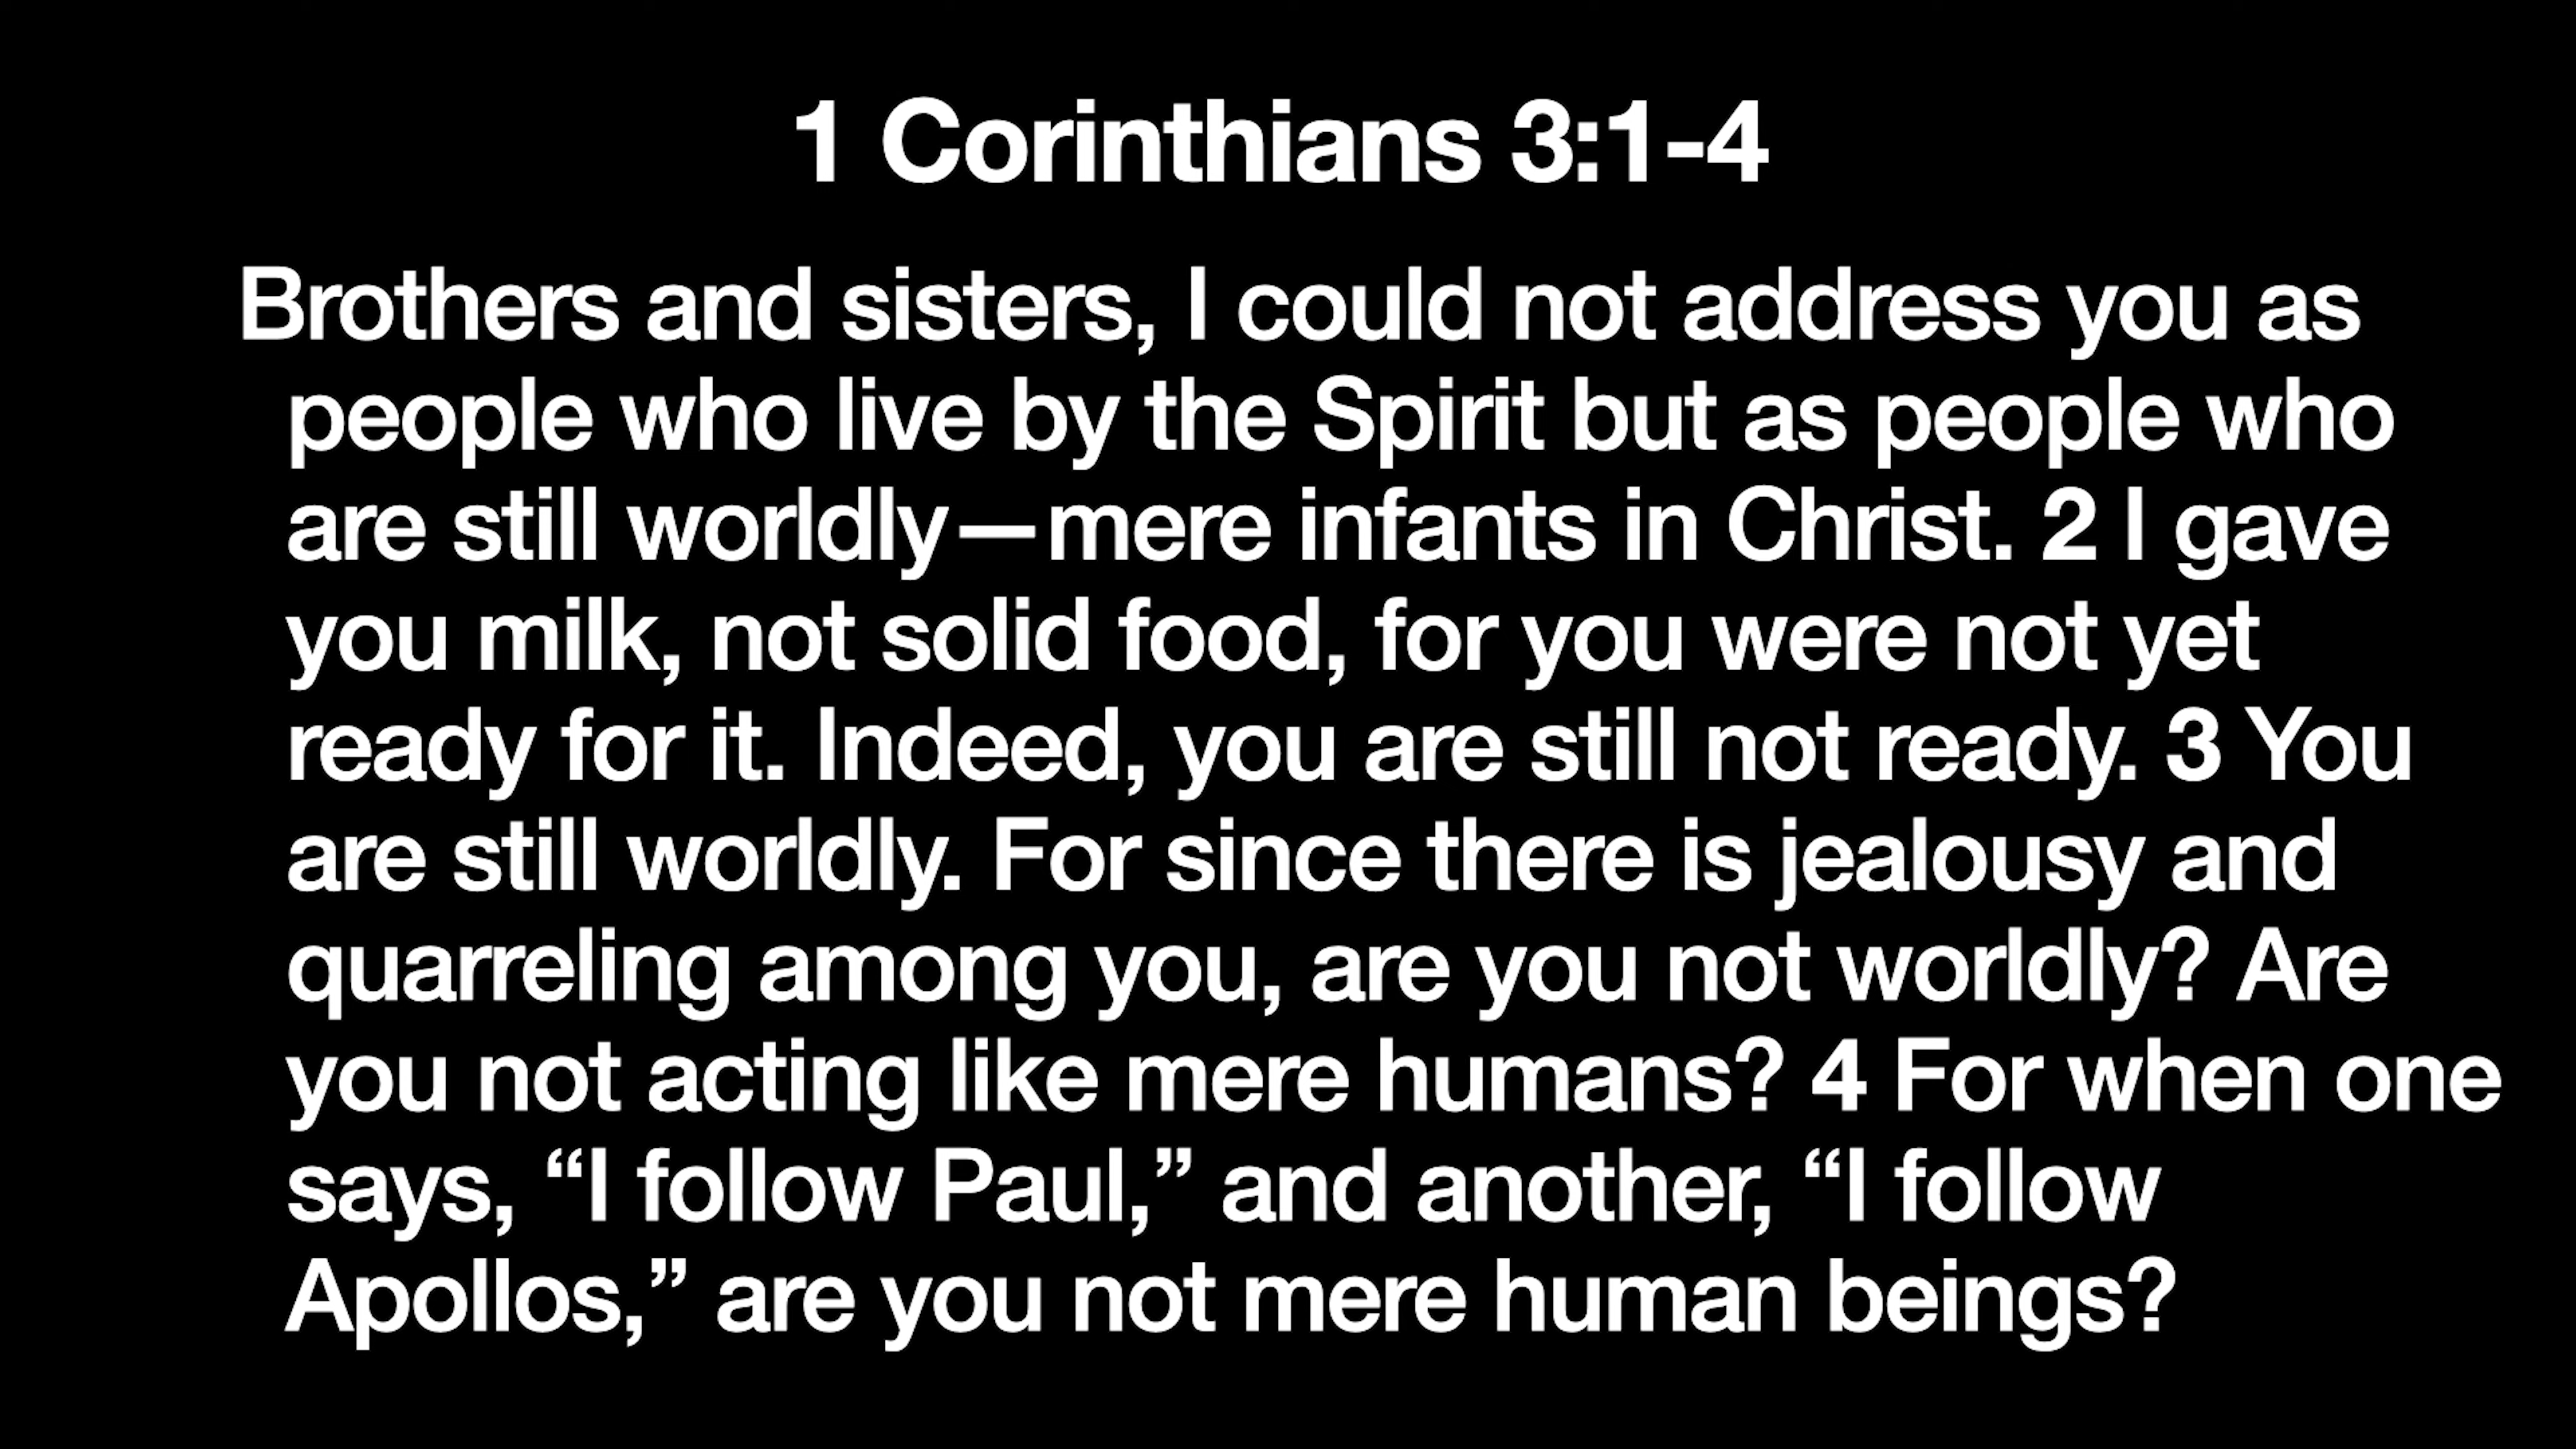 1 Corinthians 3:1-4
Brothers and sisters, I could not address you as
people who live by the Spirit but as people who
are still worldly—mere infants in Christ. 2 I gave
you milk, not solid food, for you were not yet
ready for it. Indeed, you are still not ready. 3 You
are still worldly. For since there is jealousy and
quarreling among you, are you not worldly? Are
you not acting like mere humans? 4 For when one
says, “I follow Paul,” and another, “I follow
Apollos,” are you not mere human beings?